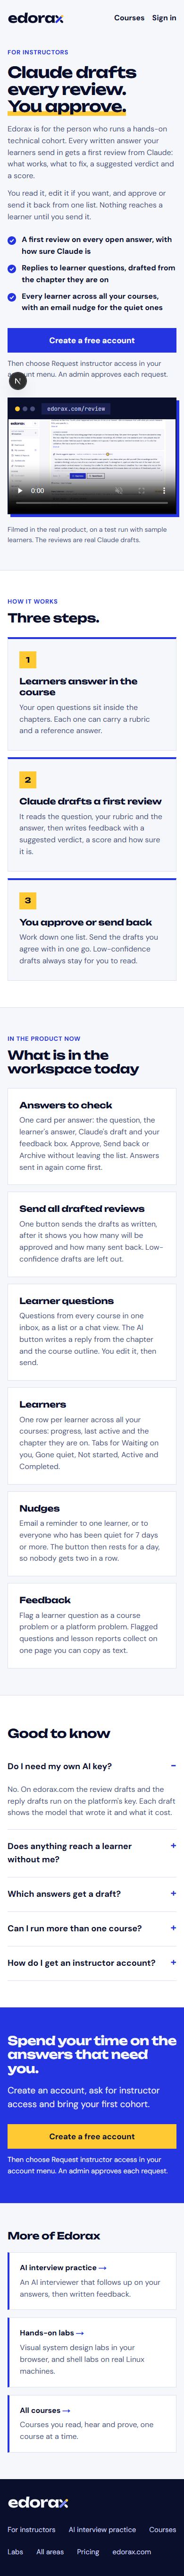 edorax
Courses Sign in
FOR INSTRUCTORS
Claude drafts
every review.
You approve.
Edorax is for the person who runs a hands-on
technical cohort. Every written answer your
learners send in gets a first review from Claude:
what works, what to fix, a suggested verdict and
a score.
You read it, edit it if you want, and approve or
send it back from one list. Nothing reaches a
learner until you send it.
A first review on every open answer, with
how sure Claude is
Replies to learner questions, drafted from
the chapter they are on
Every learner across all your courses,
with an email nudge for the quiet ones
Create a free account
Then choose Request instructor access in your
menu. An admin approves each request.
N
edorax.com/review
0:00
Filmed in the product, on a test run with sample
learners. The reviews are real Claude drafts.
HOW IT WORKS
Three steps.
1
Learners answer in the
course
Your open questions sit inside the
chapters. Each one can carry a rubric
and a reference answer.
2
Claude drafts a first review
It reads the question, your rubric and the
answer, then writes feedback with a
suggested verdict, a score and how sure
it is.
3
You approve or send back
Work down one list. Send the drafts you
agree with in one go. Low-confidence
drafts always stay for you to read.
IN THE PRODUCT NOW
What is in the
workspace today
Answers to check
One card per answer: the question, the
learner's answer, Claude's draft and your
feedback box. Approve, Send back or
Archive without leaving the list. Answers
sent in again come first.
Send all drafted reviews
One button sends the drafts as written,
after it shows you how many will be
approved and how many sent back. Low-
confidence drafts are left out.
Learner questions
Questions from every course in one
inbox, as a list or a chat view. The AI
button writes a reply from the chapter
and the course outline. You edit it, then
send.
Learners
One row per learner across all your
courses: progress, last active and the
chapter they are on. Tabs for Waiting on
you, Gone quiet, Not started, Active and
Completed.
Nudges
Email a reminder to one learner, or to
everyone who has been quiet for 7 days
or more. The button then rests for a day,
so nobody gets two in a row.
Feedback
Flag a learner question as a course
problem or a platform problem. Flagged
questions and lesson reports collect on
one page you can copy as text.
Good to know
Do I need my own AI key? −
No. On edorax.com the review drafts and the
reply drafts run on the platform's key. Each draft
shows the model that wrote it and what it cost.
Does anything reach a learner
without me? +
Which answers get a draft? +
Can I run more than one course? +
How do I get an instructor account? +
Spend your time on the
answers that need
you.
Create an account, ask for instructor
access and bring your first cohort.
Create a free account
Then choose Request instructor access in your
account menu. An admin approves each request.
More of Edorax
AI interview practice →
An AI interviewer that follows up on your
answers, then written feedback.
Hands-on labs →
Visual system design labs in your
browser, and shell labs on real Linux
machines.
All courses →
Courses you read, hear and prove, one
course at a time.
edorax
For instructors AI interview practice Courses
Labs All areas Pricing edorax.com